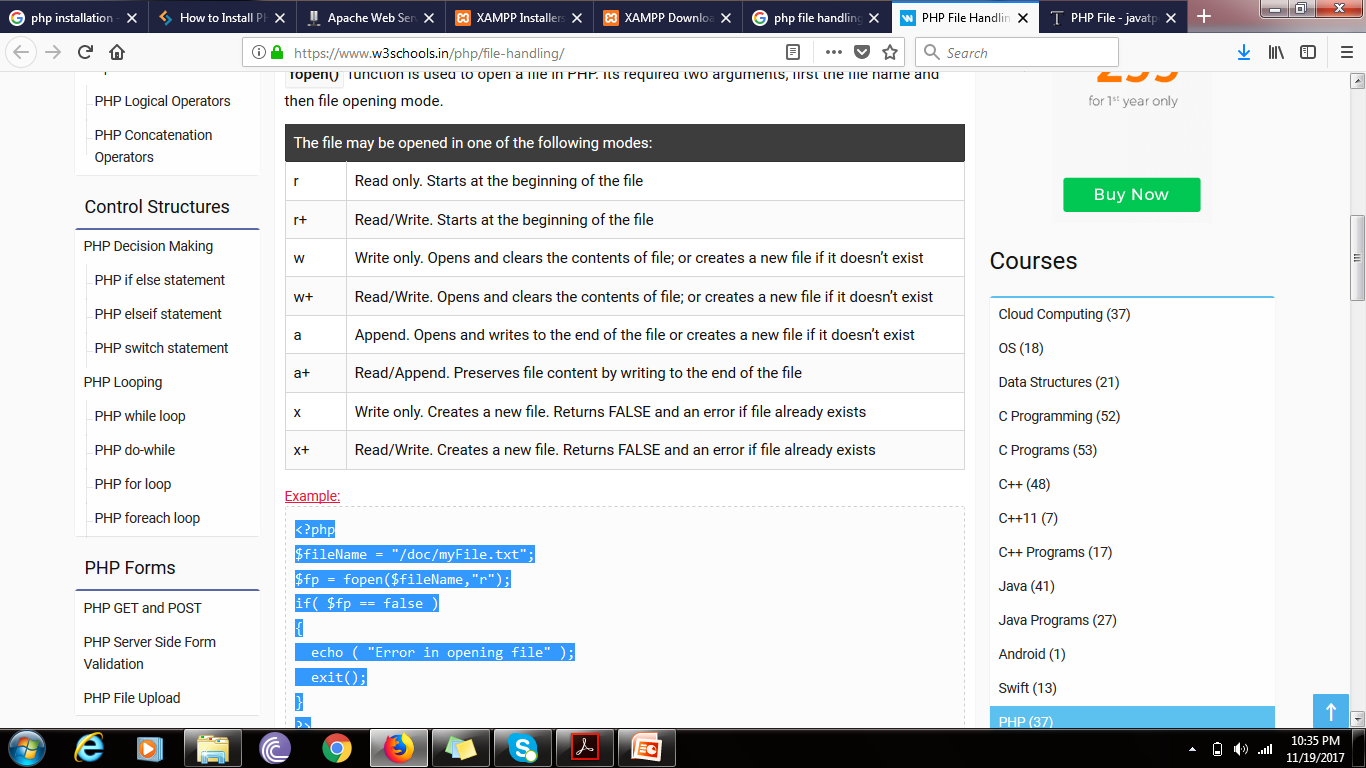 php installation -
How to Install PH
Apache Web Serv
XAMPP Installers
XAMPP Downloa
php file handling
PHP File Handlin
PHP File - javatp
https://www.w3schools.in/php/file-handling/
Search
PHP Logical Operators
PHP Concatenation
Operators
Control Structures
PHP Decision Making
PHP if else statement
PHP elseif statement
PHP switch statement
PHP Looping
PHP while loop
PHP do-while
PHP for loop
PHP foreach loop
PHP Forms
PHP GET and POST
PHP Server Side Form
Validation
PHP File Upload
fopen() function is used to open a file in PHP. Its required two arguments, first the file name and
then file opening mode.
The file may be opened in one of the following modes:
r Read only. Starts at the beginning of the file
r+ Read/Write. Starts at the beginning of the file
w Write only. Opens and clears the contents of file; or creates a new file if it doesn’t exist
w+ Read/Write. Opens and clears the contents of file; or creates a new file if it doesn’t exist
a Append. Opens and writes to the end of the file or creates a new file if it doesn’t exist
a+ Read/Append. Preserves file content by writing to the end of the file
x Write only. Creates a new file. Returns FALSE and an error if file already exists
x+ Read/Write. Creates a new file. Returns FALSE and an error if file already exists
Example:
<?php
$fileName = "/doc/myFile.txt";
$fp = fopen($fileName,"r");
if( $fp == false )
{
echo ( "Error in opening file" );
exit();
}
?>
for 1st year only
Buy Now
Courses
Cloud Computing (37)
OS (18)
Data Structures (21)
C Programming (52)
C Programs (53)
C++ (48)
C++11 (7)
C++ Programs (17)
Java (41)
Java Programs (27)
Android (1)
Swift (13)
PHP (37)
10:35 PM
11/19/2017